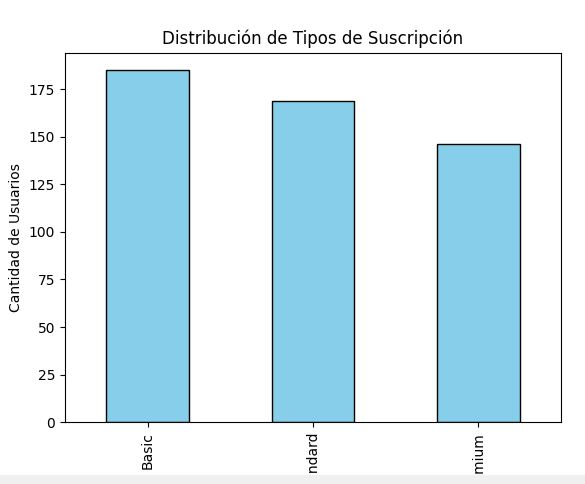 Distribución de Tipos de Suscripción
Cantidad de Usuarios
175
150
125
100
75
50
25
0
Basic
ndard
mium